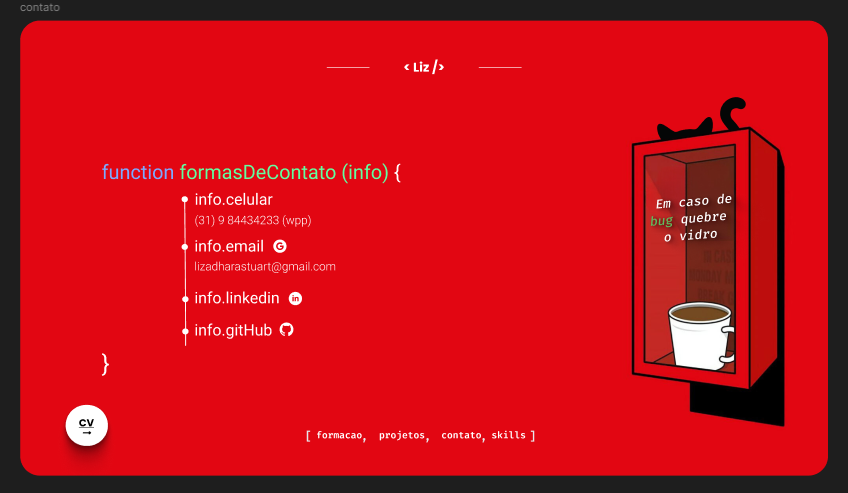 contato
< Liz />
function formasDeContato (info) {
info.celular
(31) 9 84434233 (wpp)
info.email
lizadharastuart@gmail.com
info.linkedin
in
info.gitHub
}
Em caso de
bug quebre
o vidro
CV
[ formacao, projetos, contato, skills ]